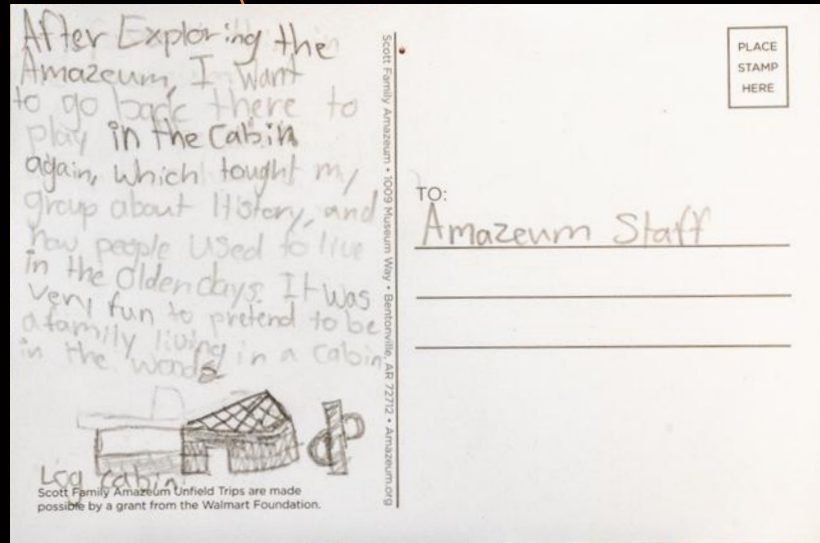 After Exploring the
Amazeum, I Want
to go back there to
play in the Cabin
again, which tought my
group about History, and
how people Used to live
in the Olden days. It was
very fun to pretend to be
a family living in a Cabin
in the woods
Log cabin
Scott Family Amazeum Unfield Trips are made
possible by a grant from the Walmart Foundation.
Scott Family Amazeum • 1009 Museum Way • Bentonville, AR 72712 • Amazeum.org
PLACE
STAMP
HERE
TO:
Amazeum Staff